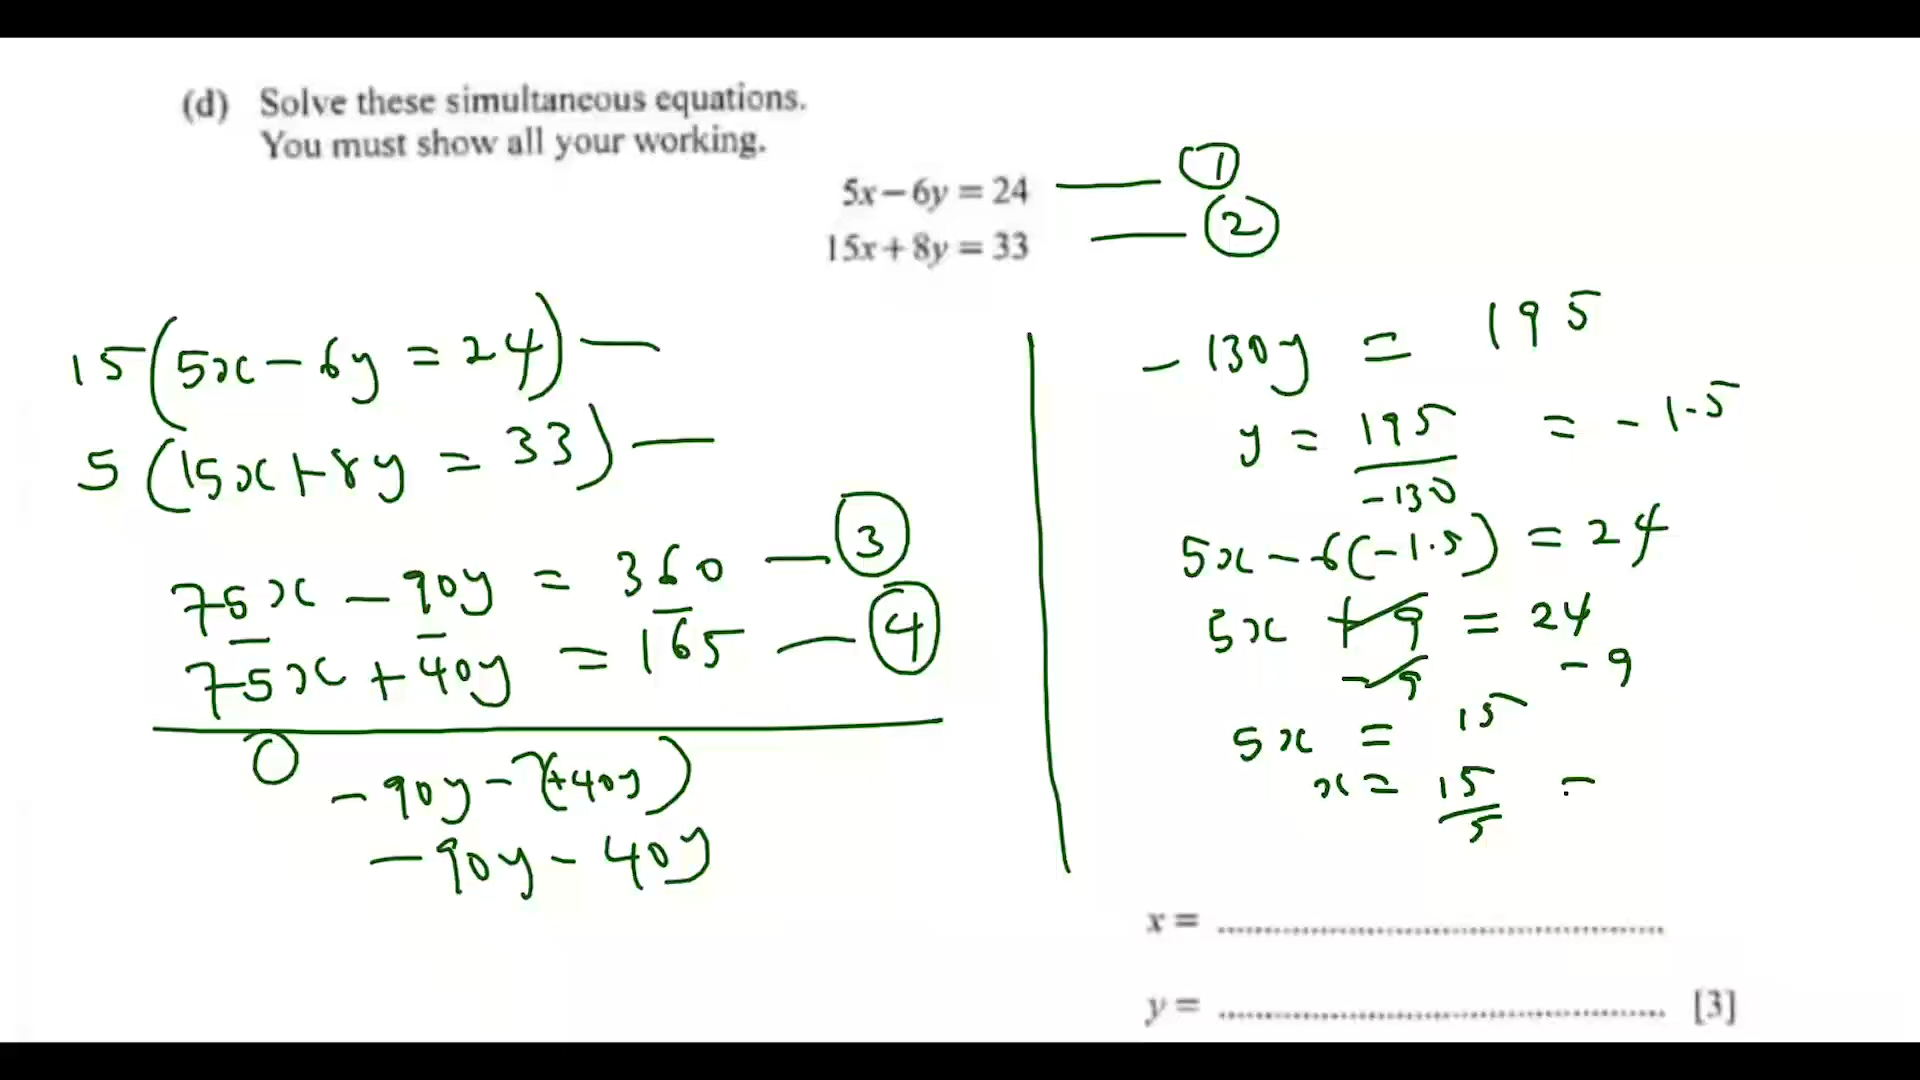 (d) Solve these simultaneous equations.
You must show all your working.
5x − 6y = 24 —— ①
15x + 8y = 33 —— ②
15(5x − 6y = 24) —
5(15x + 8y = 33) —
75x − 90y = 360 — ③
75x + 40y = 165 — ④
0 − 90y − (+40y)
− 90y − 40y
− 130y = 195
y = 195/−130 = − 1.5
5x − 6(−1.5) = 24
5x + 9 = 24
− 9 − 9
5x = 15
x = 15/5 =
x = ............................................
y = ............................................ [3]